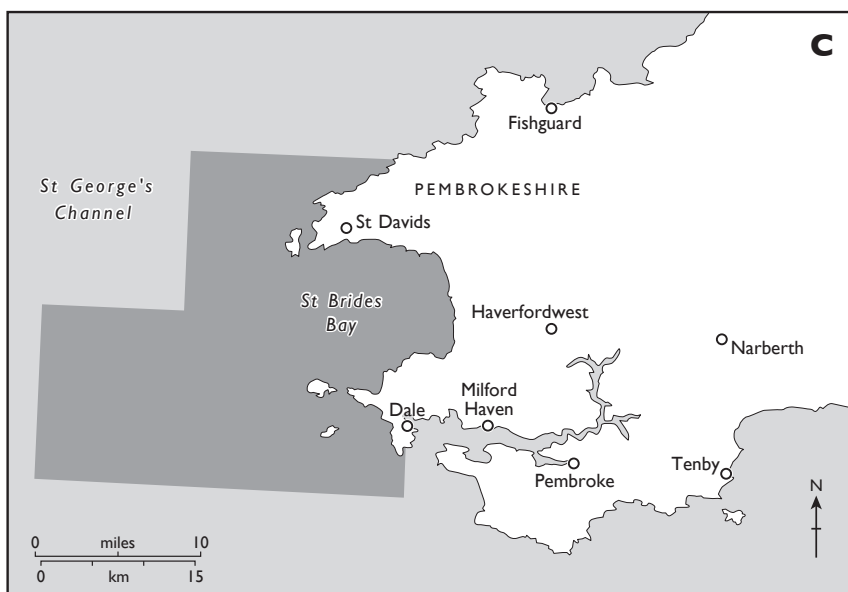 C
Fishguard
St George's
Channel
PEMBROKESHIRE
St Davids
St Brides
Bay
Haverfordwest
Narberth
Milford
Haven
Dale
Pembroke
Tenby
N
0 miles 10
0 km 15